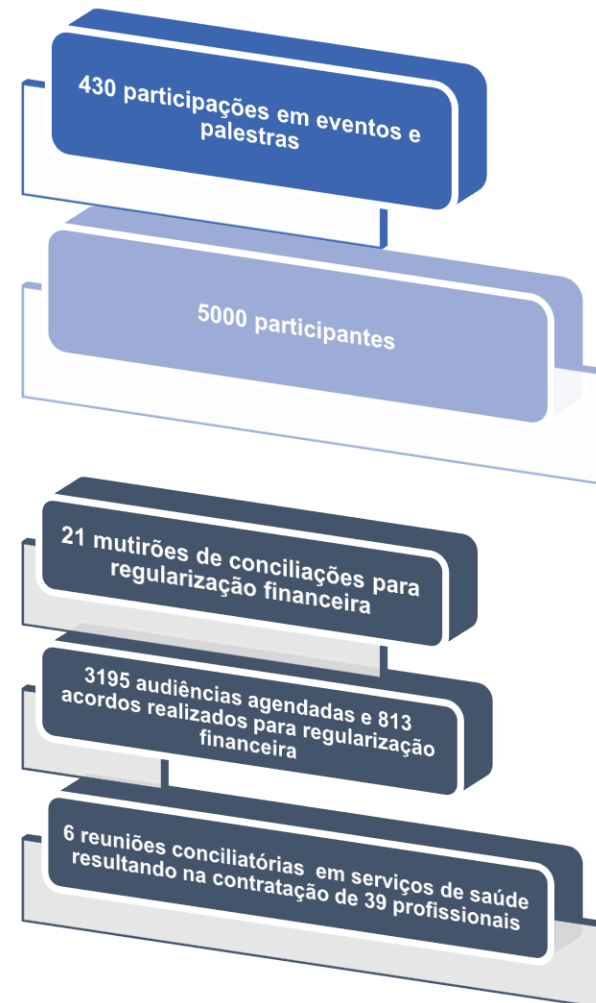 430 participações em eventos e
palestras
5000 participantes
21 mutirões de conciliações para
regularização financeira
3195 audiências agendadas e 813
acordos realizados para regularização
financeira
6 reuniões conciliatórias em serviços de saúde
resultando na contratação de 39 profissionais